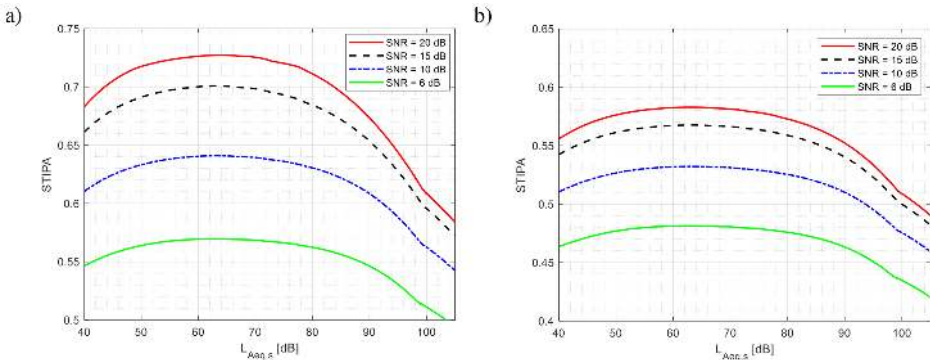 a)
0.75
0.7
0.65
0.6
0.55
0.5
STIPA
40 50 60 70 80 90 100
L_Aeq,s [dB]
SNR = 20 dB
SNR = 15 dB
SNR = 10 dB
SNR = 6 dB
b)
0.65
0.6
0.55
0.5
0.45
0.4
STIPA
40 50 60 70 80 90 100
L_Aeq,s [dB]
SNR = 20 dB
SNR = 15 dB
SNR = 10 dB
SNR = 6 dB